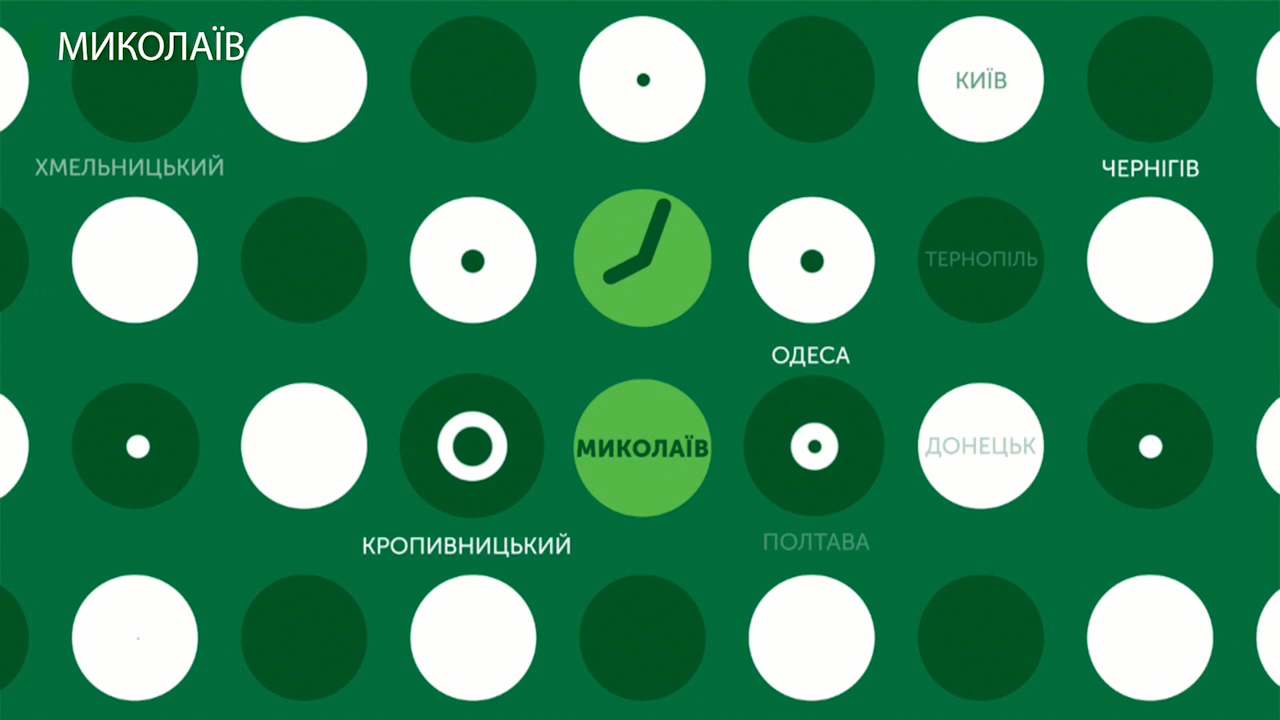 МИКОЛАЇВ
КИЇВ
ХМЕЛЬНИЦЬКИЙ
ЧЕРНІГІВ
ТЕРНОПІЛЬ
ОДЕСА
МИКОЛАЇВ
ДОНЕЦЬК
КРОПИВНИЦЬКИЙ
ПОЛТАВА